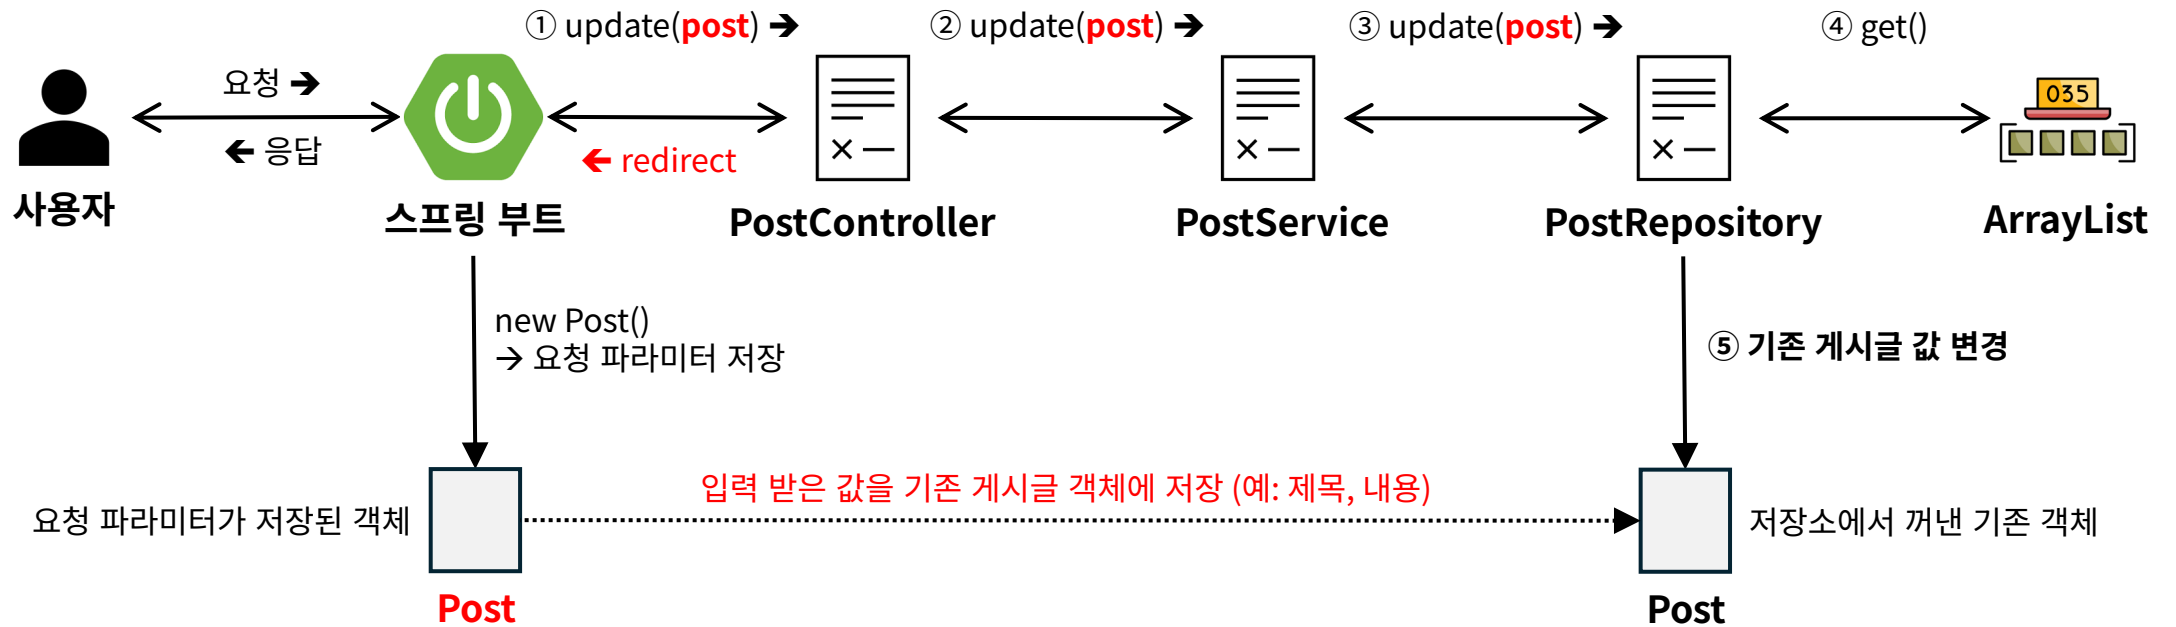 ① update(post) ➔
② update(post) ➔
③ update(post) ➔
④ get()
요청 ➔
🡸 응답
🡸 redirect
035
사용자
스프링 부트
PostController
PostService
PostRepository
ArrayList
new Post()
→ 요청 파라미터 저장
⑤ 기존 게시글 값 변경
입력 받은 값을 기존 게시글 객체에 저장 (예: 제목, 내용)
요청 파라미터가 저장된 객체
저장소에서 꺼낸 기존 객체
Post
Post